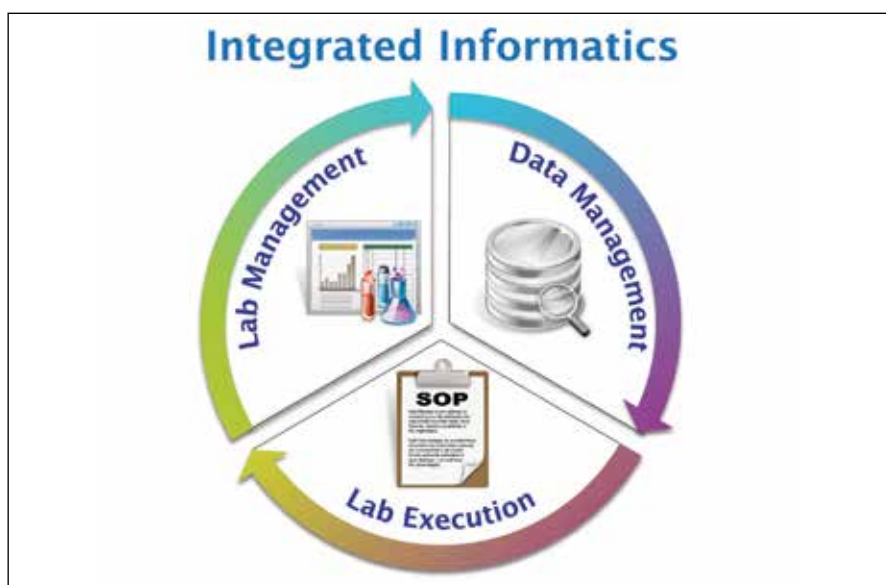 Integrated Informatics
Lab Management
Data Management
SOP
Lab Execution